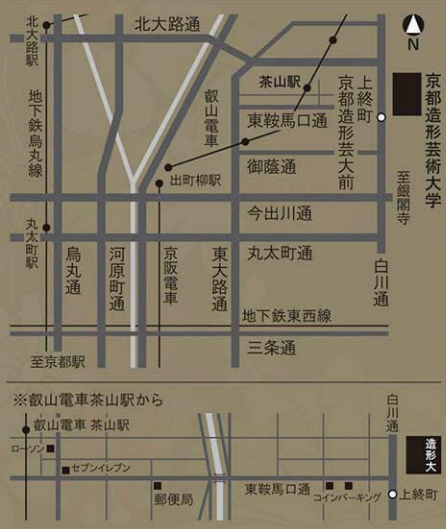 北大路通
北大路駅
N
地下鉄烏丸線
叡山電車
茶山駅
京都造形芸大前
上終町
京都造形芸術大学
東鞍馬口通
御蔭通
出町柳駅
至銀閣寺
今出川通
丸太町駅
丸太町通
烏丸通
河原町通
京阪電車
東大路通
白川通
地下鉄東西線
三条通
至京都駅
※叡山電車茶山駅から
白川通
叡山電車 茶山駅
ローソン
セブンイレブン
造形大
郵便局
東鞍馬口通
コインパーキング
上終町